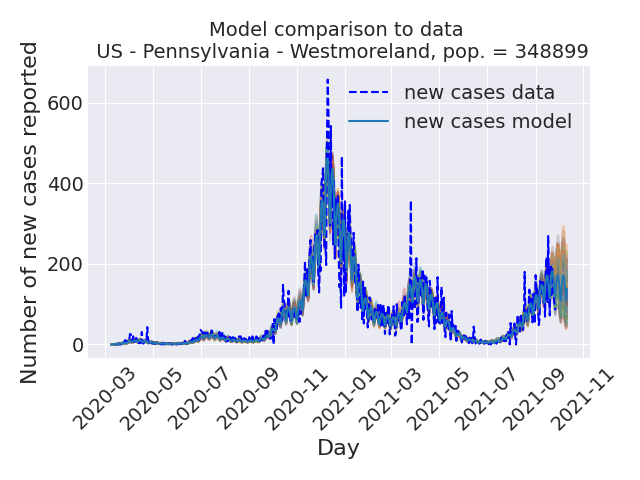 Model comparison to data
US - Pennsylvania - Westmoreland, pop. = 348899
Number of new cases reported
600
400
200
0
new cases data
new cases model
2020-03
2020-05
2020-07
2020-09
2020-11
2021-01
2021-03
2021-05
2021-07
2021-09
2021-11
Day